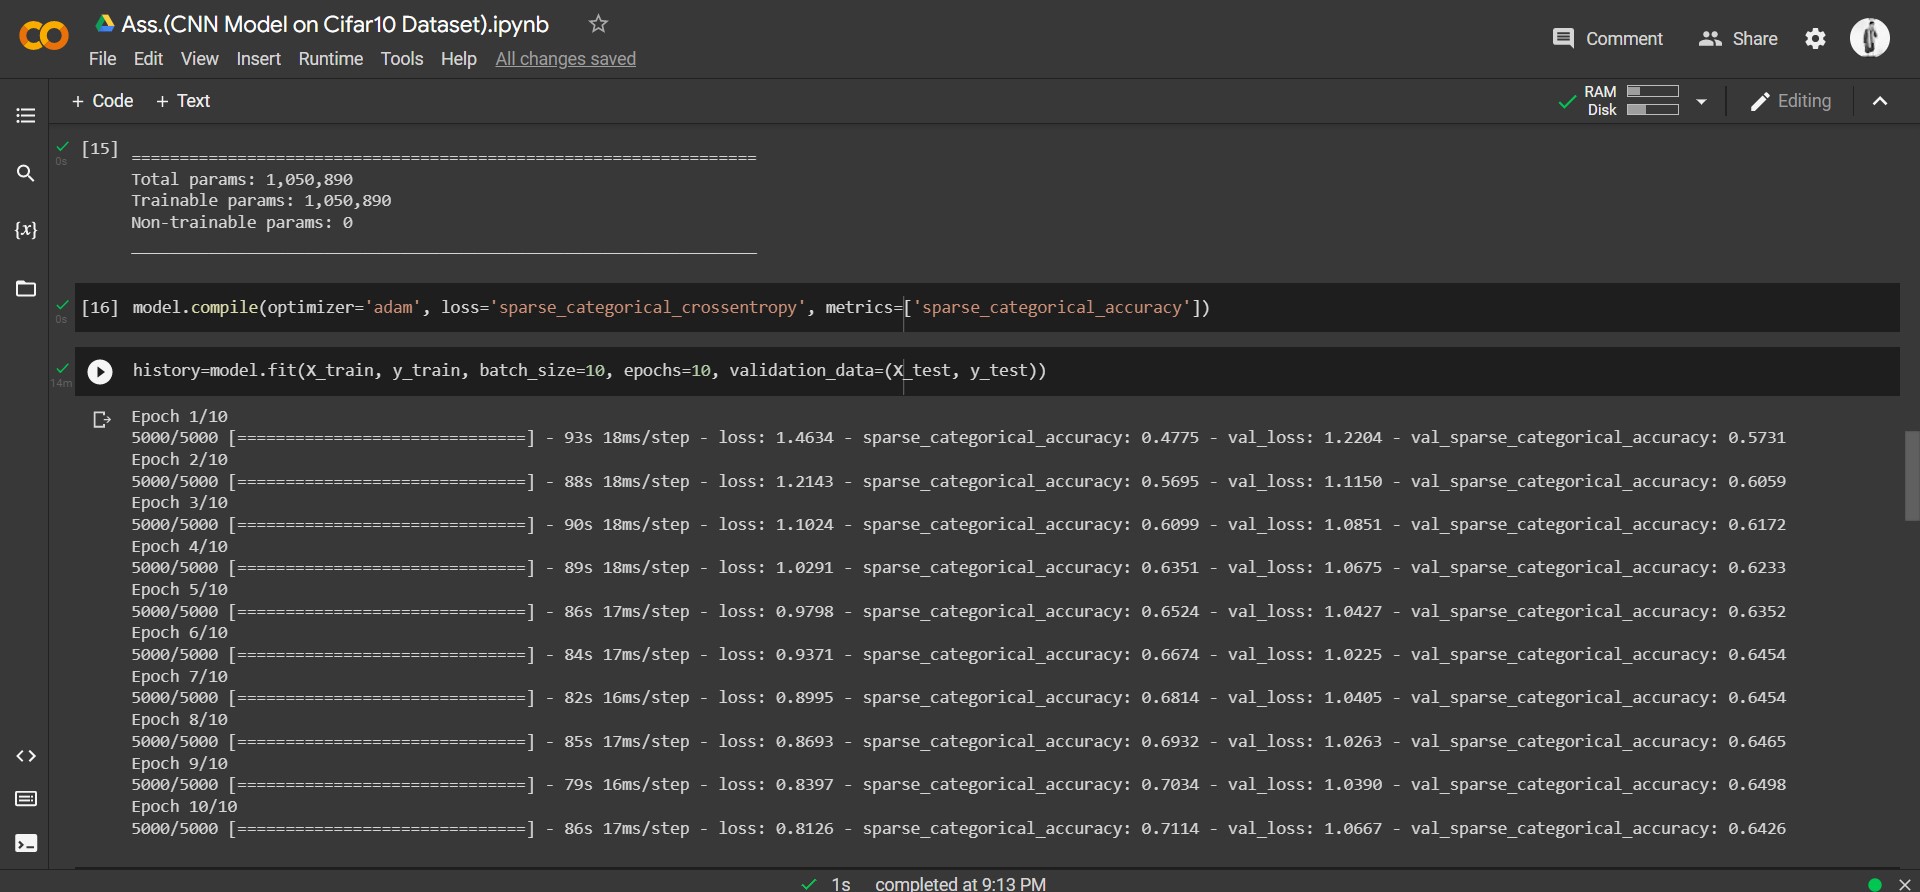 Ass.(CNN Model on Cifar10 Dataset).ipynb
File Edit View Insert Runtime Tools Help All changes saved
Comment Share
+ Code + Text
RAM
Disk
Editing
[15]
0s
=================================================================
Total params: 1,050,890
Trainable params: 1,050,890
Non-trainable params: 0
_________________________________________________________________
[16] model.compile(optimizer='adam', loss='sparse_categorical_crossentropy', metrics=['sparse_categorical_accuracy'])
0s
history=model.fit(X_train, y_train, batch_size=10, epochs=10, validation_data=(X_test, y_test))
14m
Epoch 1/10
5000/5000 [==============================] - 93s 18ms/step - loss: 1.4634 - sparse_categorical_accuracy: 0.4775 - val_loss: 1.2204 - val_sparse_categorical_accuracy: 0.5731
Epoch 2/10
5000/5000 [==============================] - 88s 18ms/step - loss: 1.2143 - sparse_categorical_accuracy: 0.5695 - val_loss: 1.1150 - val_sparse_categorical_accuracy: 0.6059
Epoch 3/10
5000/5000 [==============================] - 90s 18ms/step - loss: 1.1024 - sparse_categorical_accuracy: 0.6099 - val_loss: 1.0851 - val_sparse_categorical_accuracy: 0.6172
Epoch 4/10
5000/5000 [==============================] - 89s 18ms/step - loss: 1.0291 - sparse_categorical_accuracy: 0.6351 - val_loss: 1.0675 - val_sparse_categorical_accuracy: 0.6233
Epoch 5/10
5000/5000 [==============================] - 86s 17ms/step - loss: 0.9798 - sparse_categorical_accuracy: 0.6524 - val_loss: 1.0427 - val_sparse_categorical_accuracy: 0.6352
Epoch 6/10
5000/5000 [==============================] - 84s 17ms/step - loss: 0.9371 - sparse_categorical_accuracy: 0.6674 - val_loss: 1.0225 - val_sparse_categorical_accuracy: 0.6454
Epoch 7/10
5000/5000 [==============================] - 82s 16ms/step - loss: 0.8995 - sparse_categorical_accuracy: 0.6814 - val_loss: 1.0405 - val_sparse_categorical_accuracy: 0.6454
Epoch 8/10
5000/5000 [==============================] - 85s 17ms/step - loss: 0.8693 - sparse_categorical_accuracy: 0.6932 - val_loss: 1.0263 - val_sparse_categorical_accuracy: 0.6465
Epoch 9/10
5000/5000 [==============================] - 79s 16ms/step - loss: 0.8397 - sparse_categorical_accuracy: 0.7034 - val_loss: 1.0390 - val_sparse_categorical_accuracy: 0.6498
Epoch 10/10
5000/5000 [==============================] - 86s 17ms/step - loss: 0.8126 - sparse_categorical_accuracy: 0.7114 - val_loss: 1.0667 - val_sparse_categorical_accuracy: 0.6426
1s completed at 9:13 PM